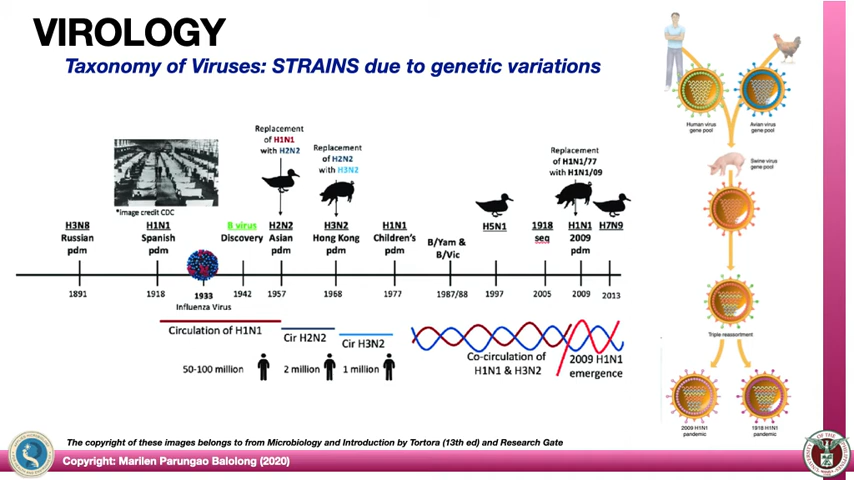 VIROLOGY
Taxonomy of Viruses: STRAINS due to genetic variations
Replacement
of H1N1
with H2N2
Replacement
of H2N2
with H3N2
Replacement
of H1N1/77
with H1N1/09
*image credit CDC
H3N8
Russian
pdm
H1N1
Spanish
pdm
B virus
Discovery
H2N2
Asian
pdm
H3N2
Hong Kong
pdm
H1N1
Children's
pdm
B/Yam &
B/Vic
H5N1
1918
seq
H1N1
2009
pdm
H7N9
1891
1918
1933
Influenza Virus
1942
1957
1968
1977
1987/88
1997
2005
2009
2013
Circulation of H1N1
Cir H2N2
Cir H3N2
50-100 million
2 million
1 million
Co-circulation of
H1N1 & H3N2
2009 H1N1
emergence
Human virus
gene pool
Avian virus
gene pool
Swine virus
gene pool
Triple reassortment
2009 H1N1
pandemic
1918 H1N1
pandemic
The copyright of these images belongs to from Microbiology and Introduction by Tortora (13th ed) and Research Gate
Copyright: Marilen Parungao Balolong (2020)